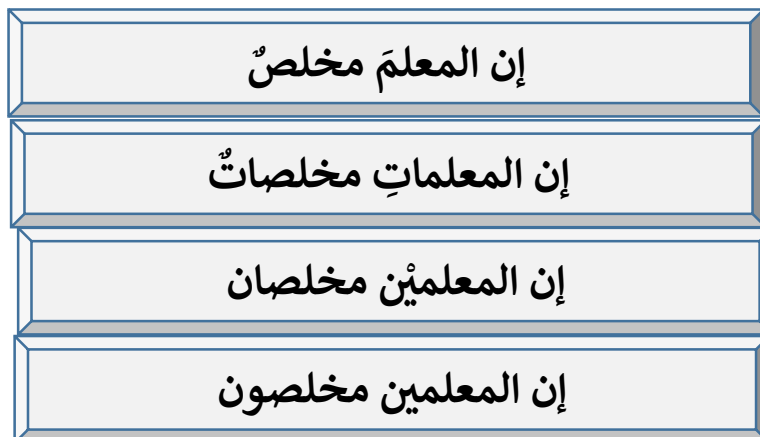 إن المعلمَ مخلصٌ
إن المعلماتِ مخلصاتٌ
إن المعلميْن مخلصان
إن المعلمين مخلصون